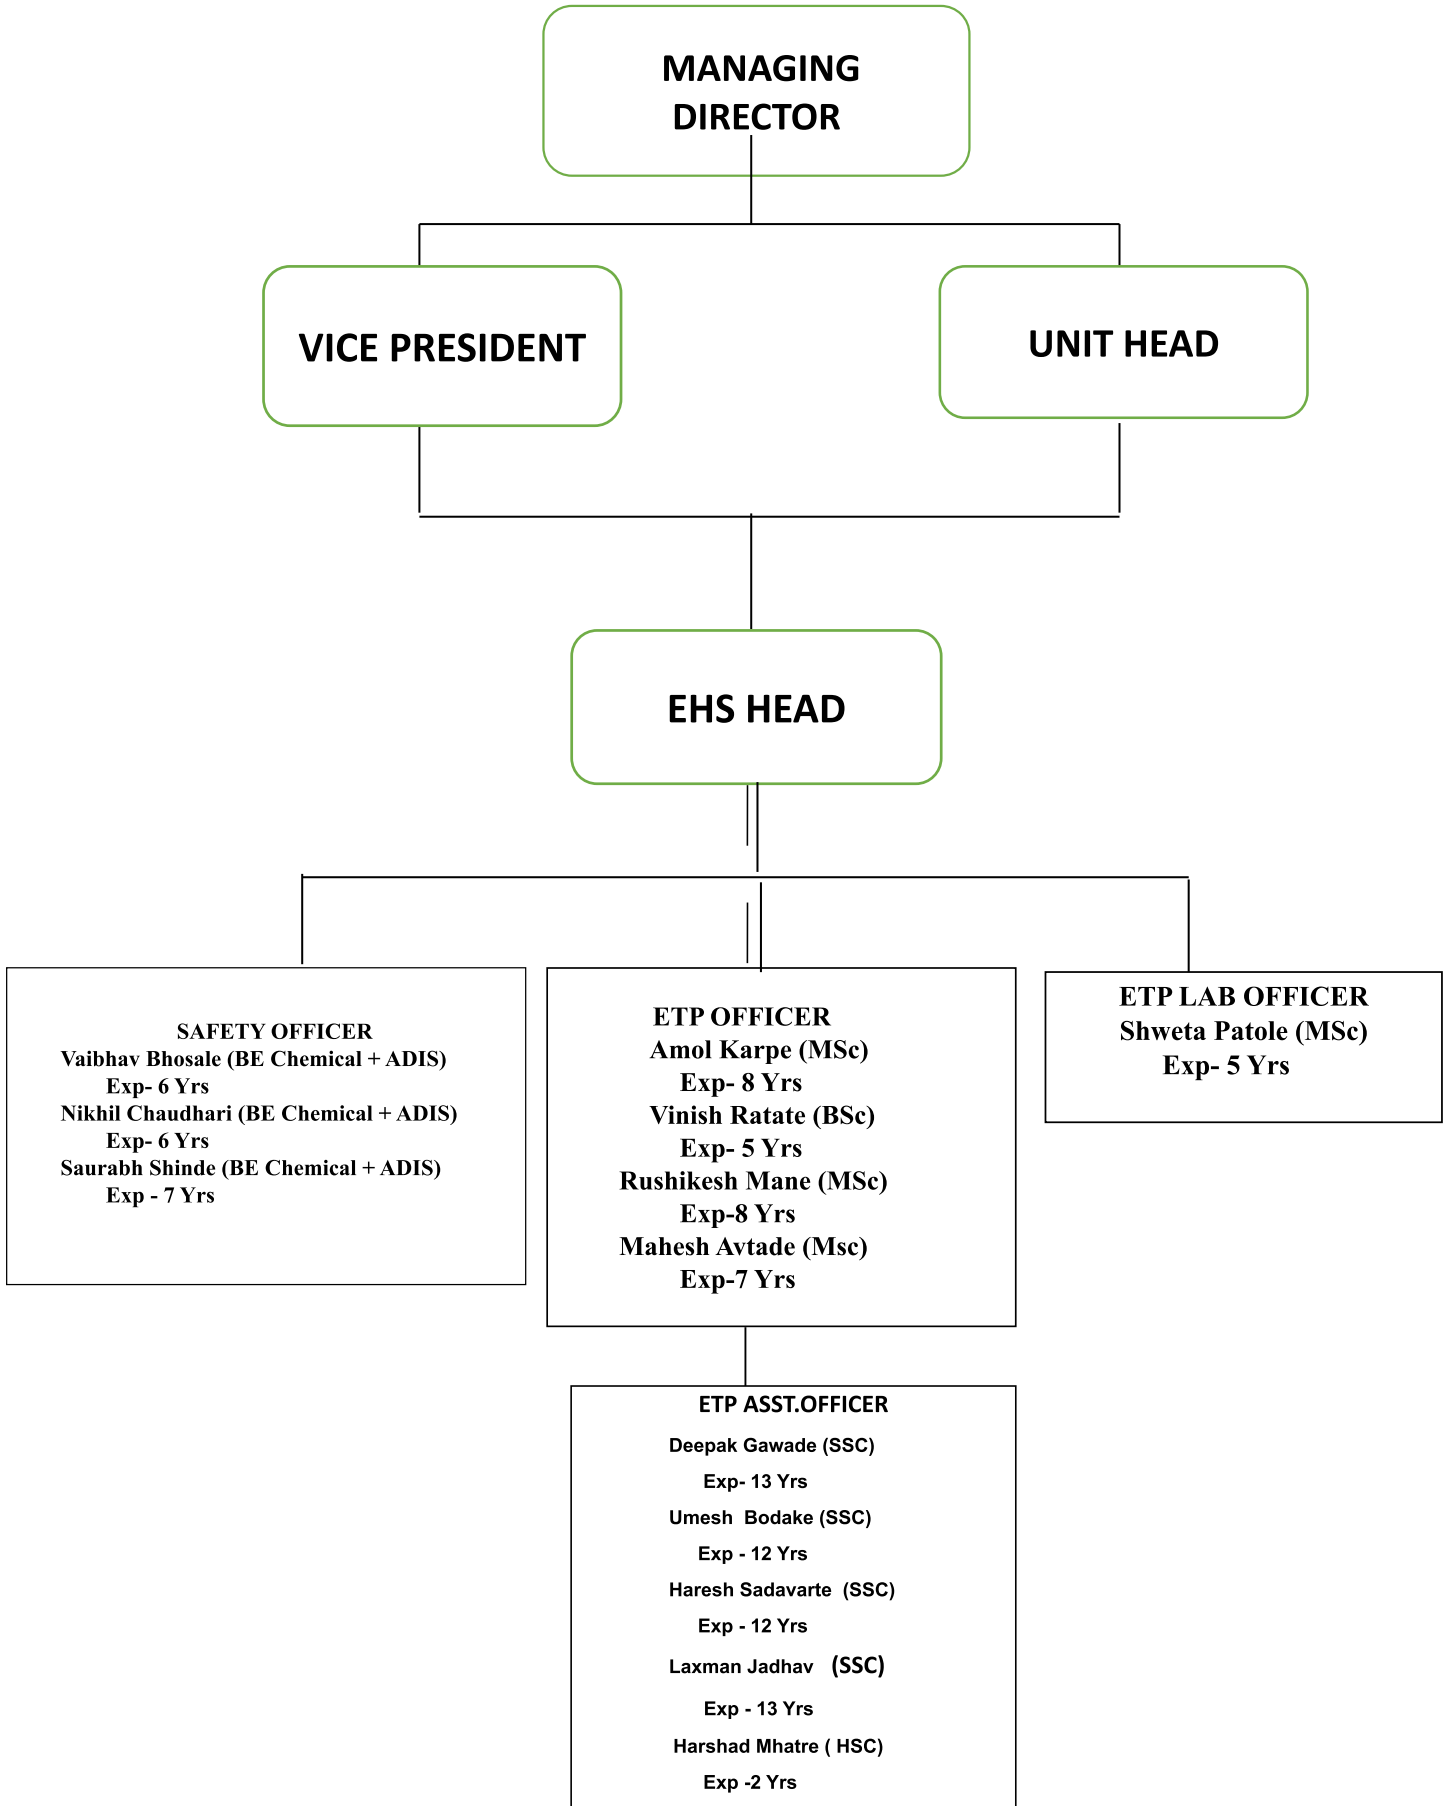 MANAGING
DIRECTOR
VICE PRESIDENT
UNIT HEAD
EHS HEAD
SAFETY OFFICER
Vaibhav Bhosale (BE Chemical + ADIS)
Exp- 6 Yrs
Nikhil Chaudhari (BE Chemical + ADIS)
Exp- 6 Yrs
Saurabh Shinde (BE Chemical + ADIS)
Exp - 7 Yrs
ETP OFFICER
Amol Karpe (MSc)
Exp- 8 Yrs
Vinish Ratate (BSc)
Exp- 5 Yrs
Rushikesh Mane (MSc)
Exp-8 Yrs
Mahesh Avtade (Msc)
Exp-7 Yrs
ETP LAB OFFICER
Shweta Patole (MSc)
Exp- 5 Yrs
ETP ASST.OFFICER
Deepak Gawade (SSC)
Exp- 13 Yrs
Umesh  Bodake (SSC)
Exp - 12 Yrs
Haresh Sadavarte  (SSC)
Exp - 12 Yrs
Laxman Jadhav   (SSC)
Exp - 13 Yrs
Harshad Mhatre ( HSC)
Exp -2 Yrs